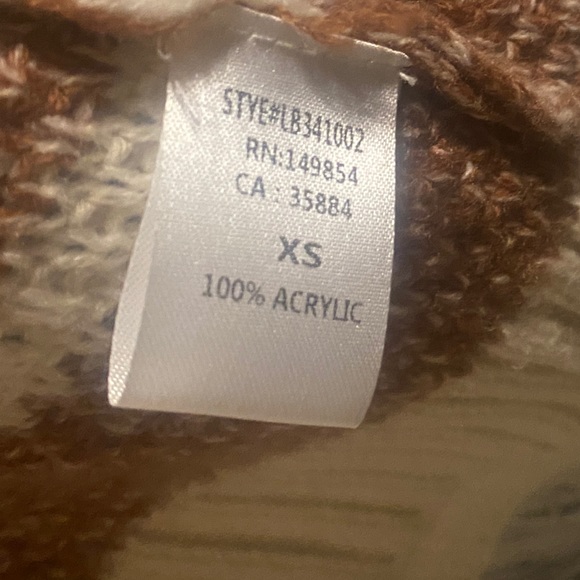 STYE#LB341002
RN:149854
CA : 35884
XS
100% ACRYLIC